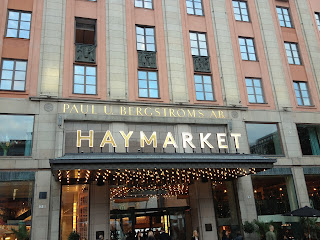 PAUL U. BERGSTRÖMS AB.
HAYMARKET